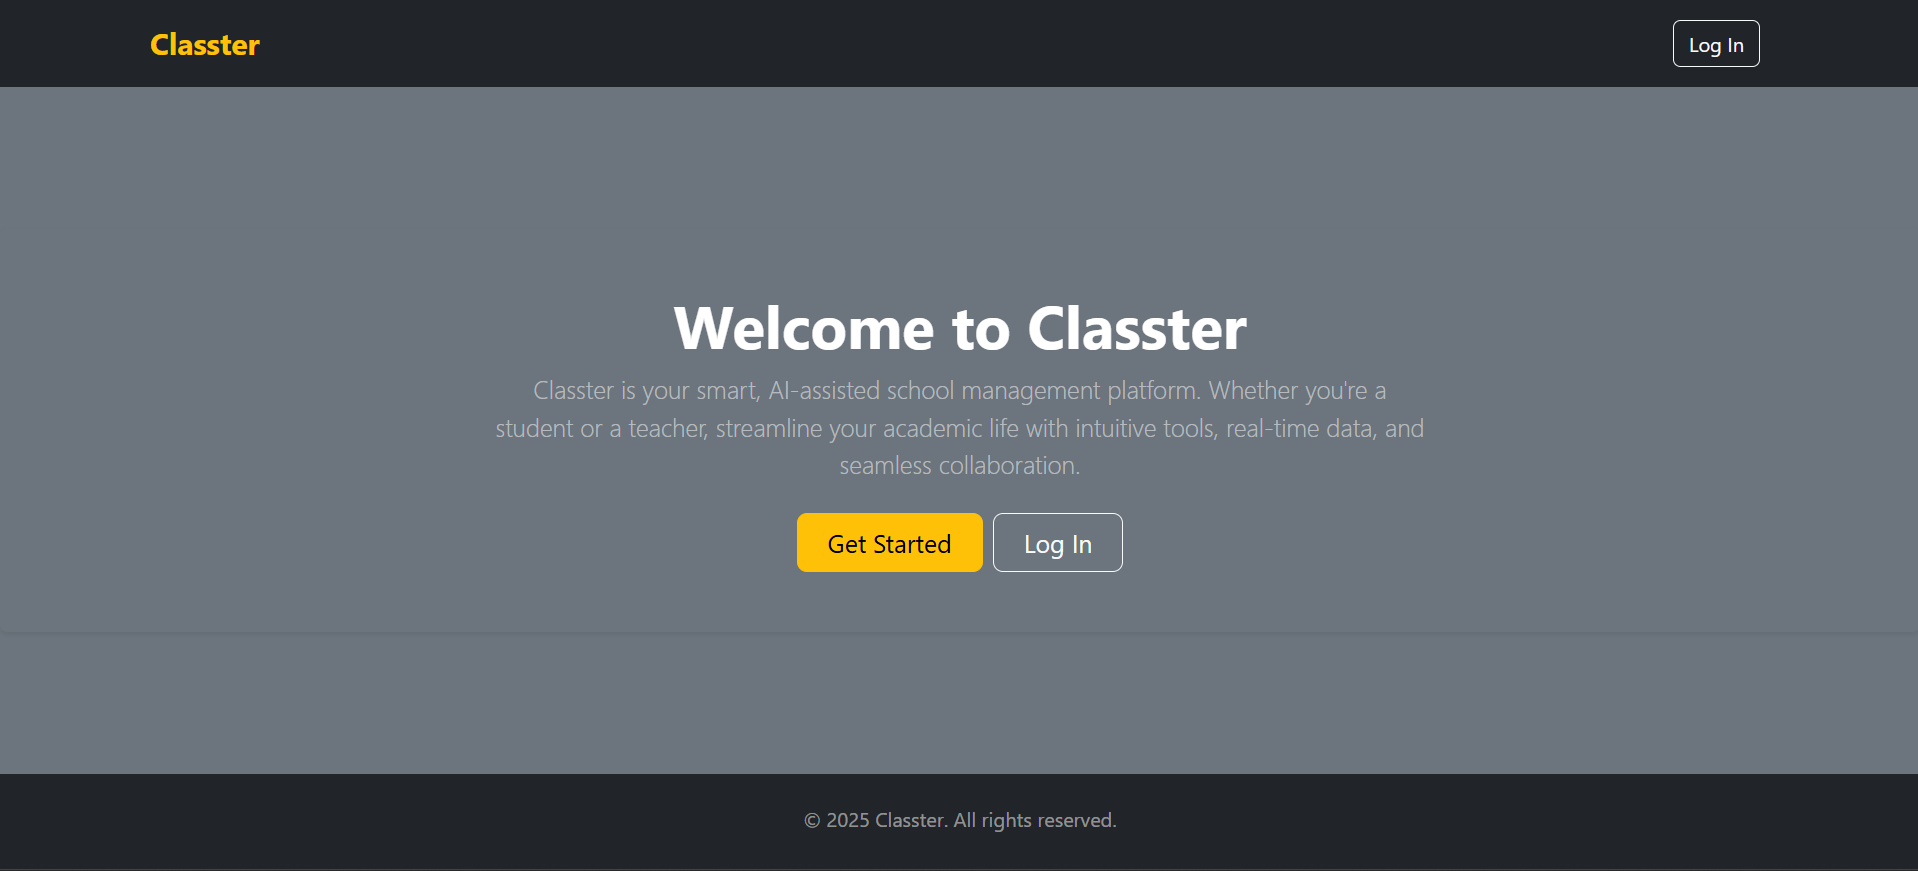 Classter
Log In
Welcome to Classter
Classter is your smart, AI-assisted school management platform. Whether you're a
student or a teacher, streamline your academic life with intuitive tools, real-time data, and
seamless collaboration.
Get Started
Log In
© 2025 Classter. All rights reserved.